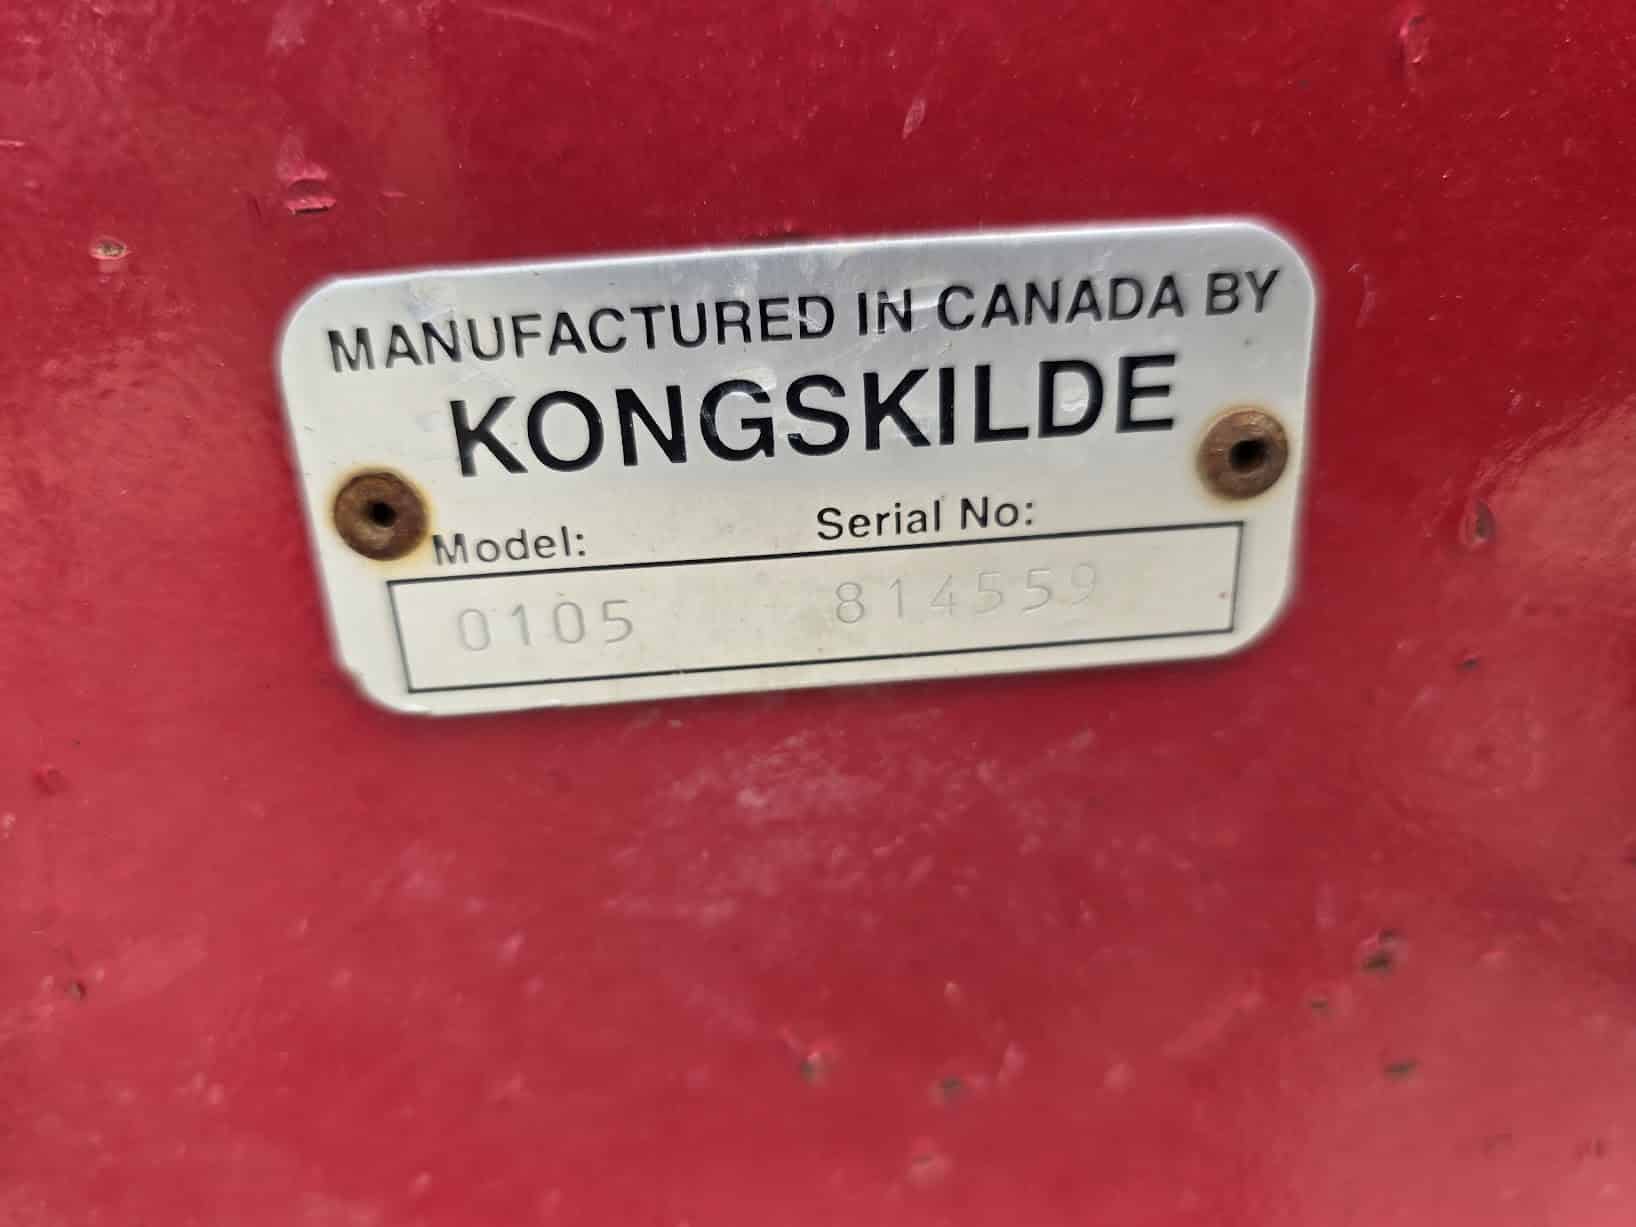 MANUFACTURED IN CANADA BY
KONGSKILDE
Model: Serial No:
0105 814559